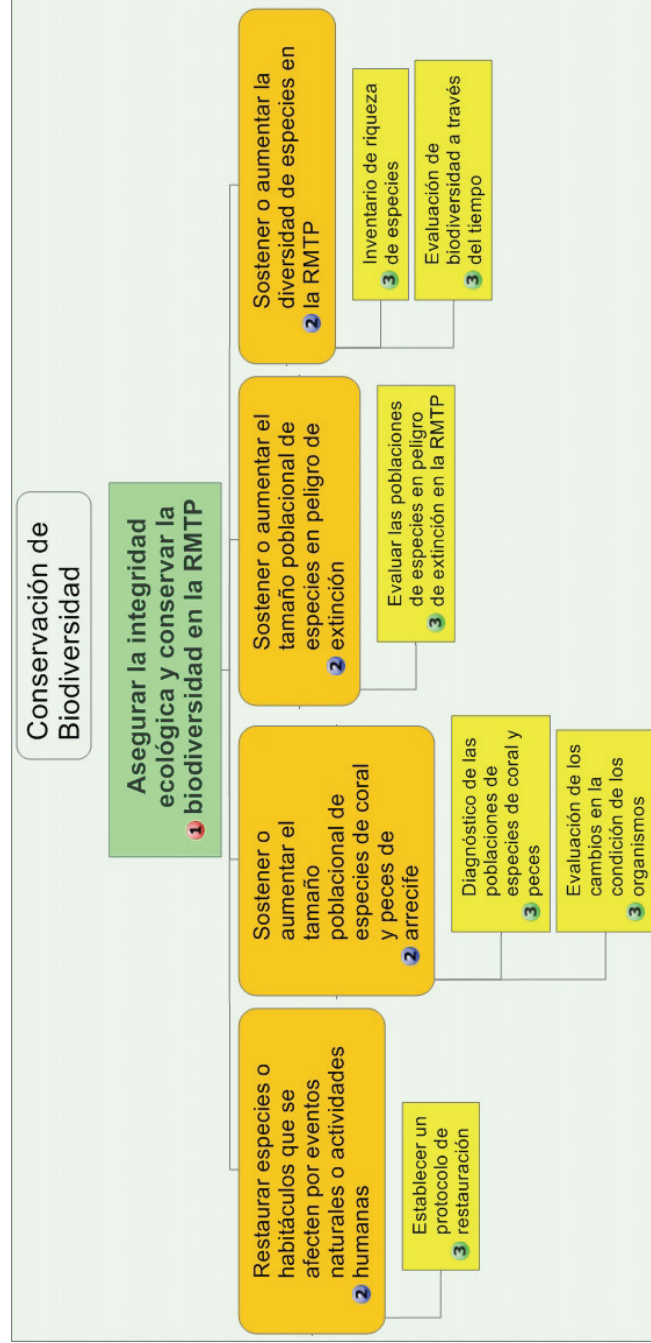 Conservación de
Biodiversidad
Asegurar la integridad
ecológica y conservar la
1 biodiversidad en la RMTP
Restaurar especies o
habitáculos que se
afecten por eventos
naturales o actividades
2 humanas
Establecer un
protocolo de
3 restauración
Sostener o
aumentar el
tamaño
poblacional de
especies de coral
y peces de
2 arrecife
Diagnóstico de las
poblaciones de
especies de coral y
3 peces
Evaluación de los
cambios en la
condición de los
3 organismos
Sostener o aumentar el
tamaño poblacional de
especies en peligro de
2 extinción
Evaluar las poblaciones
de especies en peligro
3 de extinción en la RMTP
Sostener o aumentar la
diversidad de especies en
2 la RMTP
Inventario de riqueza
3 de especies
Evaluación de
biodiversidad a través
3 del tiempo